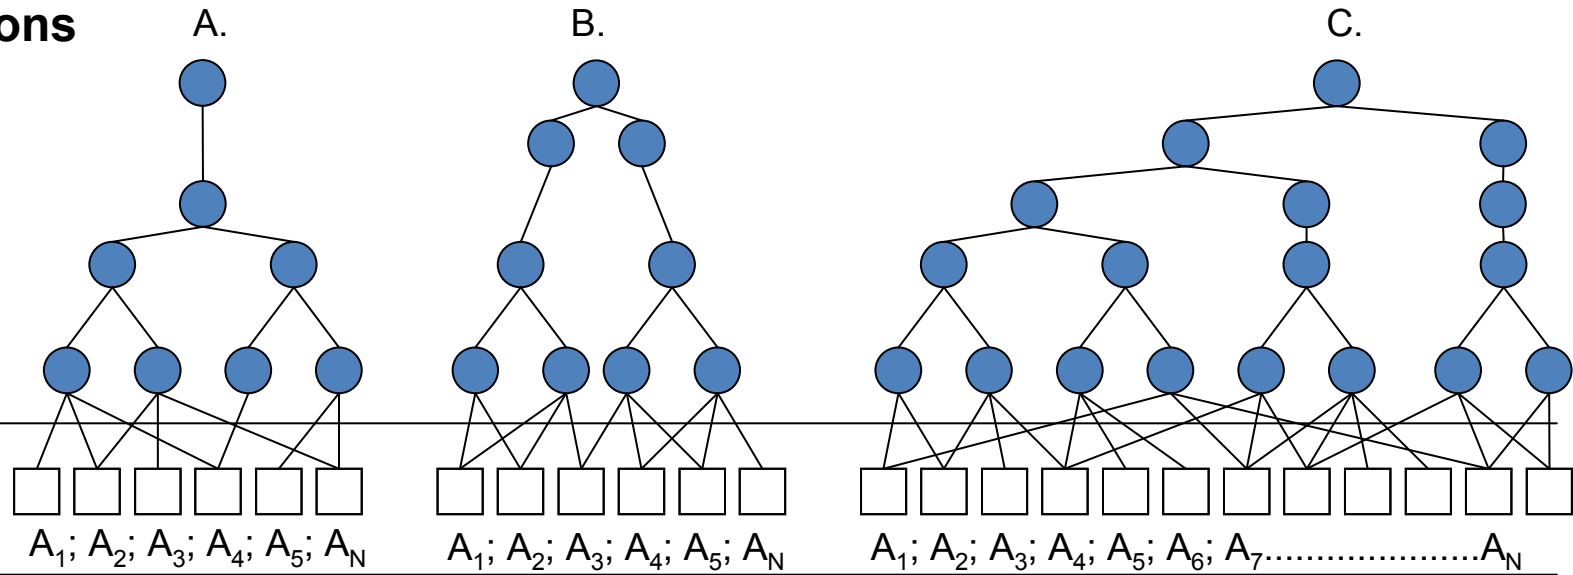 ons
A. B. C.
A1; A2; A3; A4; A5; AN
A1; A2; A3; A4; A5; AN
A1; A2; A3; A4; A5; A6; A7.....................AN